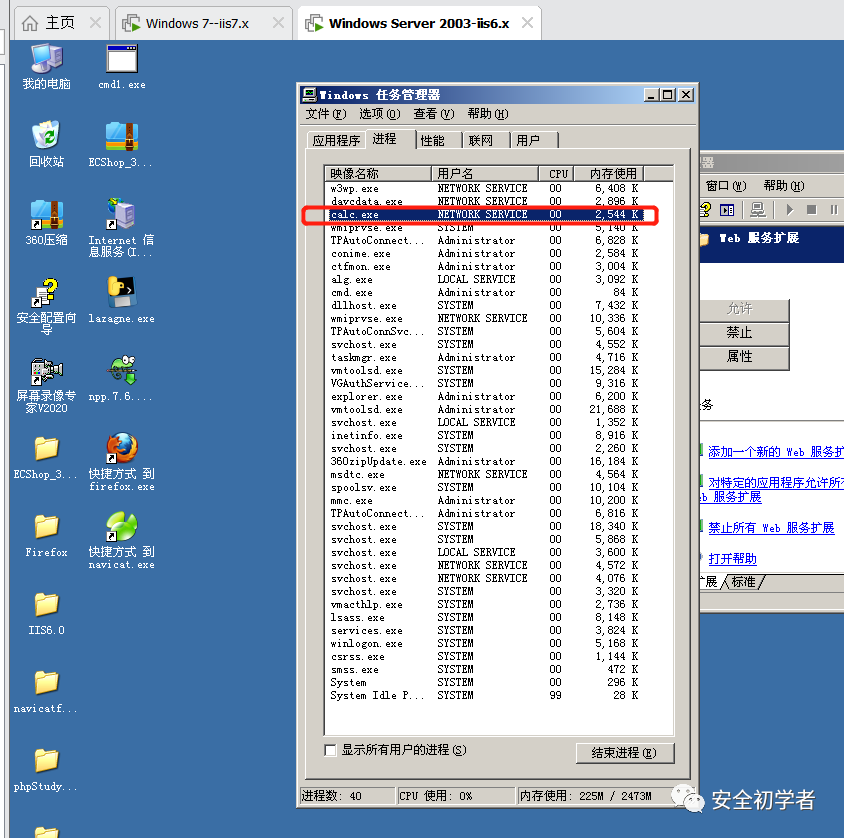 主页
Windows 7--iis7.x
Windows Server 2003-iis6.x
我的电脑
cmd1.exe
回收站
ECShop_3...
360压缩
Internet 信
息服务(I...
安全配置向
导
lazagne.exe
屏幕录像专
家V2020
npp.7.6....
ECShop_3...
快捷方式 到
firefox.exe
Firefox
快捷方式 到
navicat.exe
IIS6.0
navicatf...
phpStudy...
Windows 任务管理器
文件(F) 选项(O) 查看(V) 帮助(H)
应用程序 进程 性能 联网 用户
映像名称 用户名 CPU 内存使用
w3wp.exe NETWORK SERVICE 00 6,408 K
davcdata.exe NETWORK SERVICE 00 2,896 K
calc.exe NETWORK SERVICE 00 2,544 K
wmiprvse.exe SYSTEM 00 5,140 K
TPAutoConnect... Administrator 00 6,828 K
conime.exe Administrator 00 2,584 K
ctfmon.exe Administrator 00 3,004 K
alg.exe LOCAL SERVICE 00 3,092 K
cmd.exe Administrator 00 84 K
dllhost.exe SYSTEM 00 7,432 K
wmiprvse.exe NETWORK SERVICE 00 10,336 K
TPAutoConnSvc... SYSTEM 00 5,604 K
svchost.exe SYSTEM 00 4,552 K
taskmgr.exe Administrator 00 4,716 K
vmtoolsd.exe SYSTEM 00 15,284 K
VGAuthService... SYSTEM 00 9,316 K
explorer.exe Administrator 00 6,200 K
vmtoolsd.exe Administrator 00 21,688 K
svchost.exe LOCAL SERVICE 00 1,352 K
inetinfo.exe SYSTEM 00 8,916 K
svchost.exe SYSTEM 00 2,260 K
360zipUpdate.exe Administrator 00 16,184 K
msdtc.exe NETWORK SERVICE 00 4,564 K
spoolsv.exe SYSTEM 00 10,104 K
mmc.exe Administrator 00 10,200 K
TPAutoConnect... Administrator 00 6,816 K
svchost.exe SYSTEM 00 18,340 K
svchost.exe SYSTEM 00 5,868 K
svchost.exe LOCAL SERVICE 00 3,600 K
svchost.exe NETWORK SERVICE 00 4,572 K
svchost.exe NETWORK SERVICE 00 4,076 K
svchost.exe SYSTEM 00 3,320 K
vmacthlp.exe SYSTEM 00 2,736 K
lsass.exe SYSTEM 00 8,148 K
services.exe SYSTEM 00 3,824 K
winlogon.exe SYSTEM 00 5,168 K
csrss.exe SYSTEM 00 1,144 K
smss.exe SYSTEM 00 472 K
System SYSTEM 00 296 K
System Idle P... SYSTEM 99 28 K
显示所有用户的进程(S)
结束进程(E)
进程数: 40 CPU 使用: 0% 内存使用: 225M / 2473M
器
窗口(W) 帮助(H)
Web 服务扩展
允许
禁止
属性
务
添加一个新的 Web 服务扩
对特定的应用程序允许所有
eb 服务扩展
禁止所有 Web 服务扩展
打开帮助
扩展 标准
安全初学者